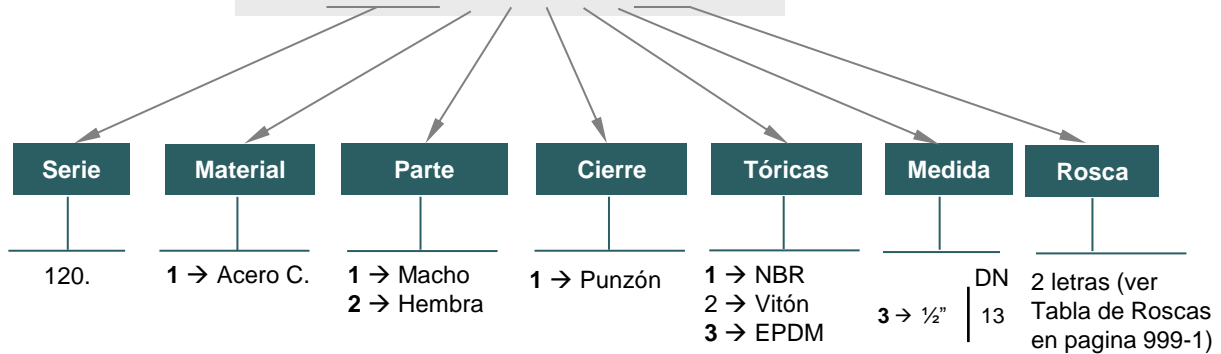 Serie Material Parte Cierre Tóricas Medida Rosca
120.
1 → Acero C.
1 → Macho
2 → Hembra
1 → Punzón
1 → NBR
2 → Vitón
3 → EPDM
DN
3 → ½” 13
2 letras (ver
Tabla de Roscas
en pagina 999-1)